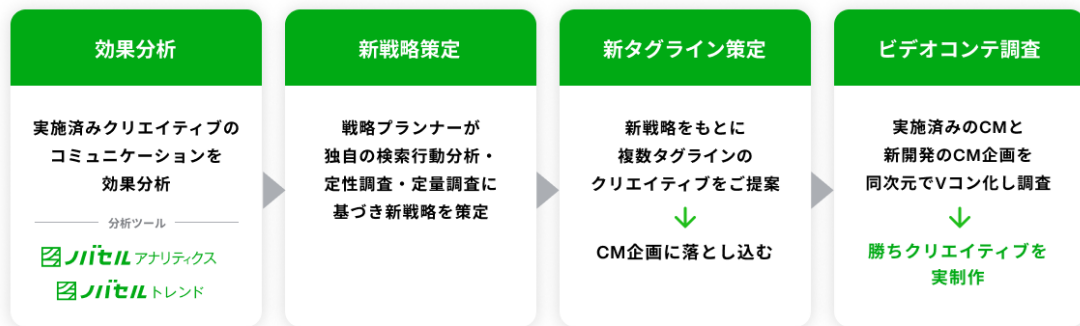 効果分析
実施済みクリエイティブの
コミュニケーションを
効果分析
分析ツール
ノバセル アナリティクス
ノバセル トレンド
新戦略策定
戦略プランナーが
独自の検索行動分析・
定性調査・定量調査に
基づき新戦略を策定
新タグライン策定
新戦略をもとに
複数タグラインの
クリエイティブをご提案
CM企画に落とし込む
ビデオコンテ調査
実施済みのCMと
新開発のCM企画を
同次元でVコン化し調査
勝ちクリエイティブを
実制作